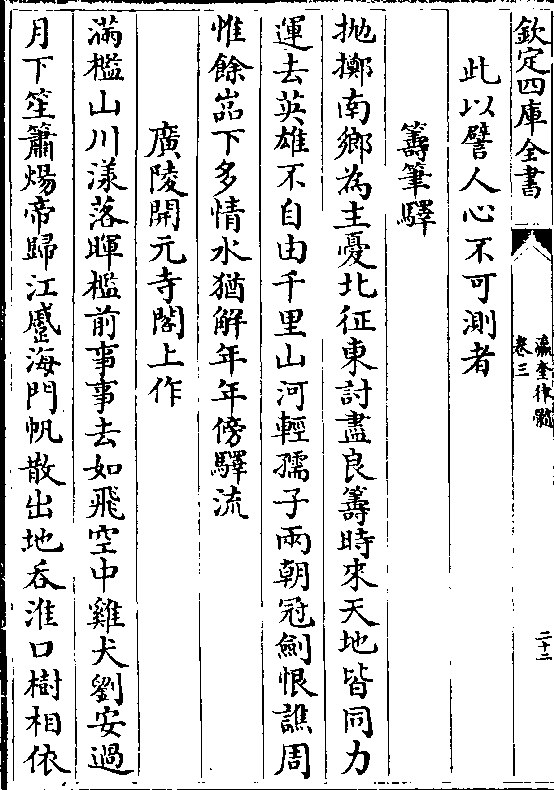 欽定四庫全書
瀛奎律髓
卷三
二十二
此以譬人心不可測者
籌筆驛
抛擲南鄉為主憂北征東討盡良籌時來天地皆同力
運去英雄不自由千里山河輕孺子兩朝冠劍恨譙周
惟餘岩下多情水猶解年年傍驛流
廣陵開元寺閣上作
滿檻山川漾落暉檻前事事去如飛空中雞犬劉安過
月下笙簫煬帝歸江蹙海門帆散出地吞淮口樹相依